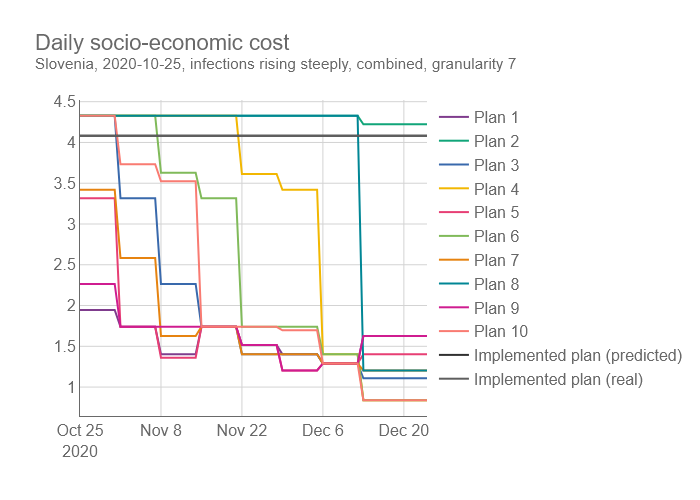 Daily socio-economic cost
Slovenia, 2020-10-25, infections rising steeply, combined, granularity 7
4.5
4
3.5
3
2.5
2
1.5
1
Oct 25
2020
Nov 8
Nov 22
Dec 6
Dec 20
Plan 1
Plan 2
Plan 3
Plan 4
Plan 5
Plan 6
Plan 7
Plan 8
Plan 9
Plan 10
Implemented plan (predicted)
Implemented plan (real)